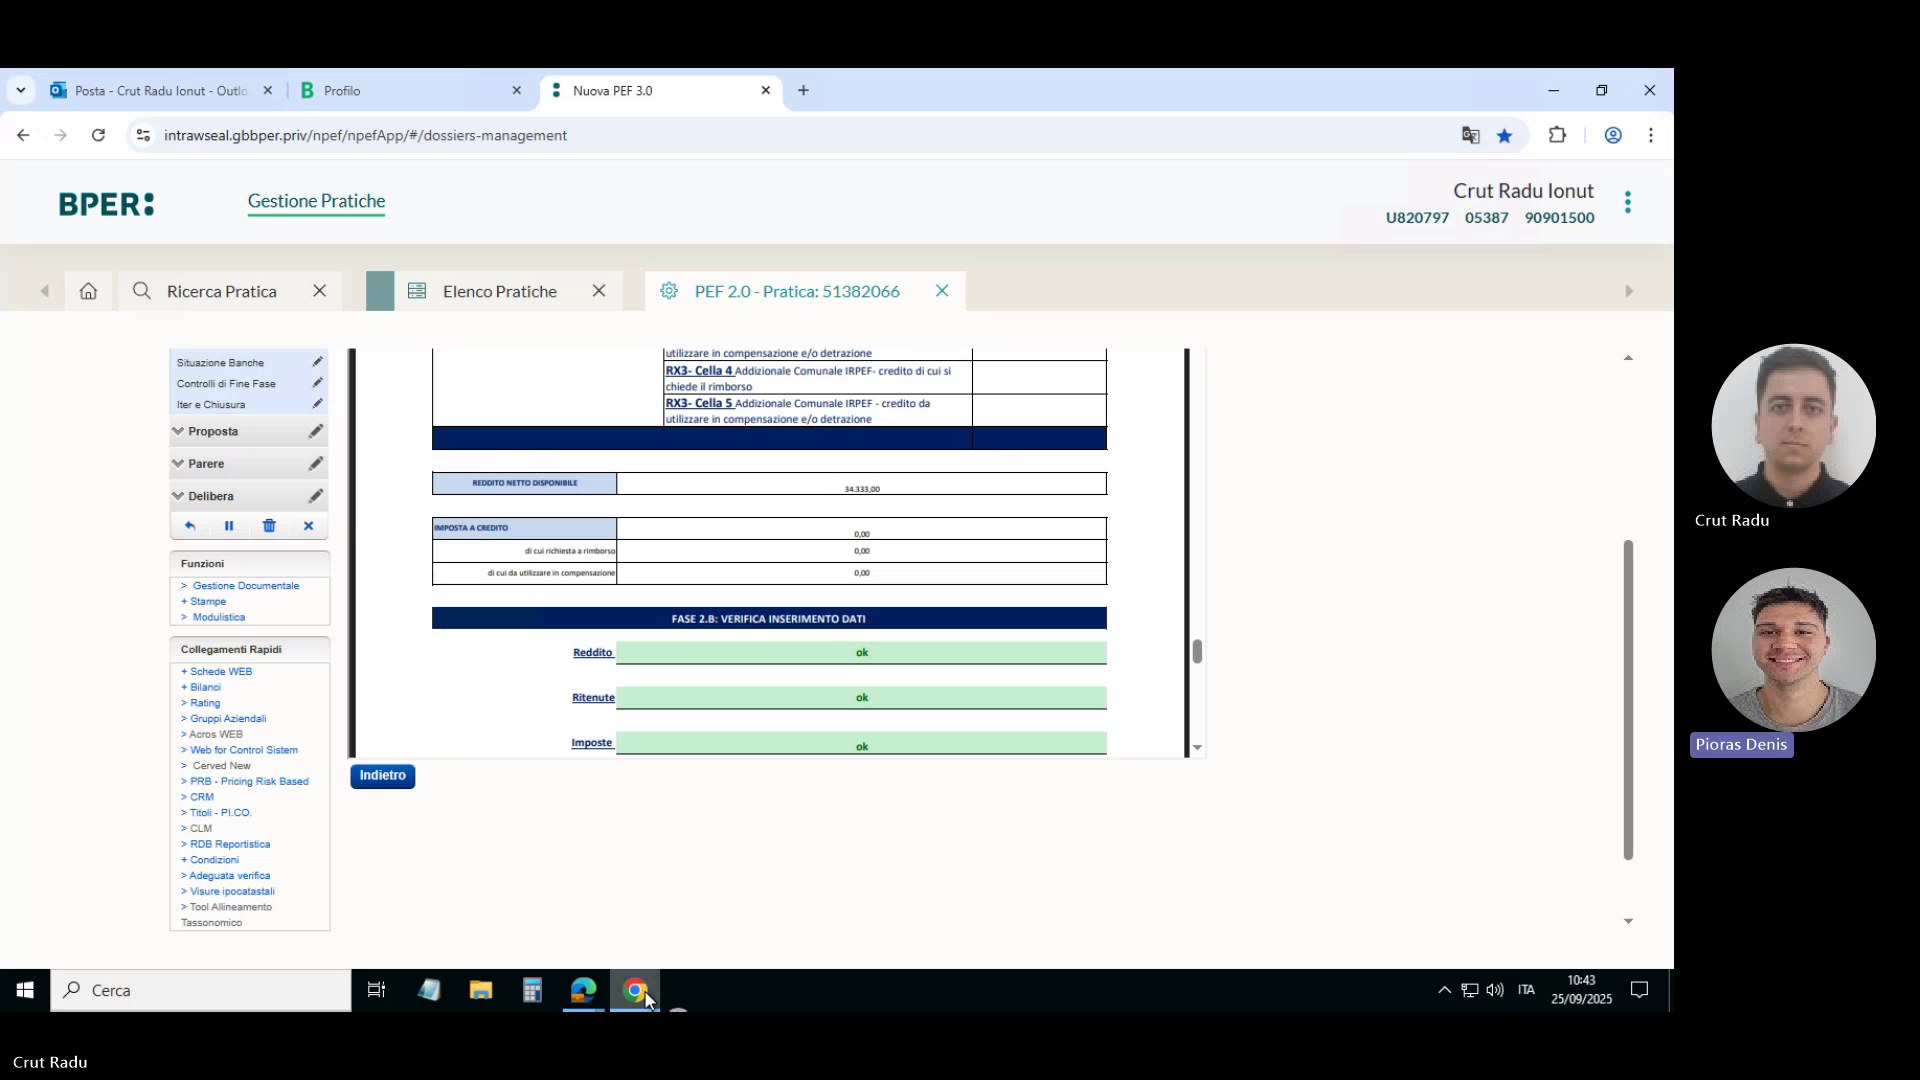 Posta - Crut Radu Ionut - Outlo
Profilo
Nuova PEF 3.0
intrawseal.gbbper.priv/npef/npefApp/#/dossiers-management
BPER:
Gestione Pratiche
Crut Radu Ionut
U820797 05387 90901500
Ricerca Pratica
Elenco Pratiche
PEF 2.0 - Pratica: 51382066
Situazione Banche
Controlli di Fine Fase
Iter e Chiusura
Proposta
Parere
Delibera
Funzioni
> Gestione Documentale
+ Stampe
> Modulistica
Collegamenti Rapidi
+ Schede WEB
+ Bilanci
> Rating
> Gruppi Aziendali
> Acros WEB
> Web for Control Sistem
> Cerved New
> PRB - Pricing Risk Based
> CRM
> Titoli - PI.CO.
> CLM
> RDB Reportistica
+ Condizioni
> Adeguata verifica
> Visure ipocatastali
> Tool Allineamento
Tassonomico
utilizzare in compensazione e/o detrazione
RX3- Cella 4 Addizionale Comunale IRPEF- credito di cui si
chiede il rimborso
RX3- Cella 5 Addizionale Comunale IRPEF - credito da
utilizzare in compensazione e/o detrazione
REDDITO NETTO DISPONIBILE
34.333,00
IMPOSTA A CREDITO
0,00
di cui richiesta a rimborso
0,00
di cui da utilizzare in compensazione
0,00
FASE 2.B: VERIFICA INSERIMENTO DATI
Reddito
ok
Ritenute
ok
Imposte
ok
Indietro
Crut Radu
Pioras Denis
Cerca
ITA
10:43
25/09/2025
Crut Radu